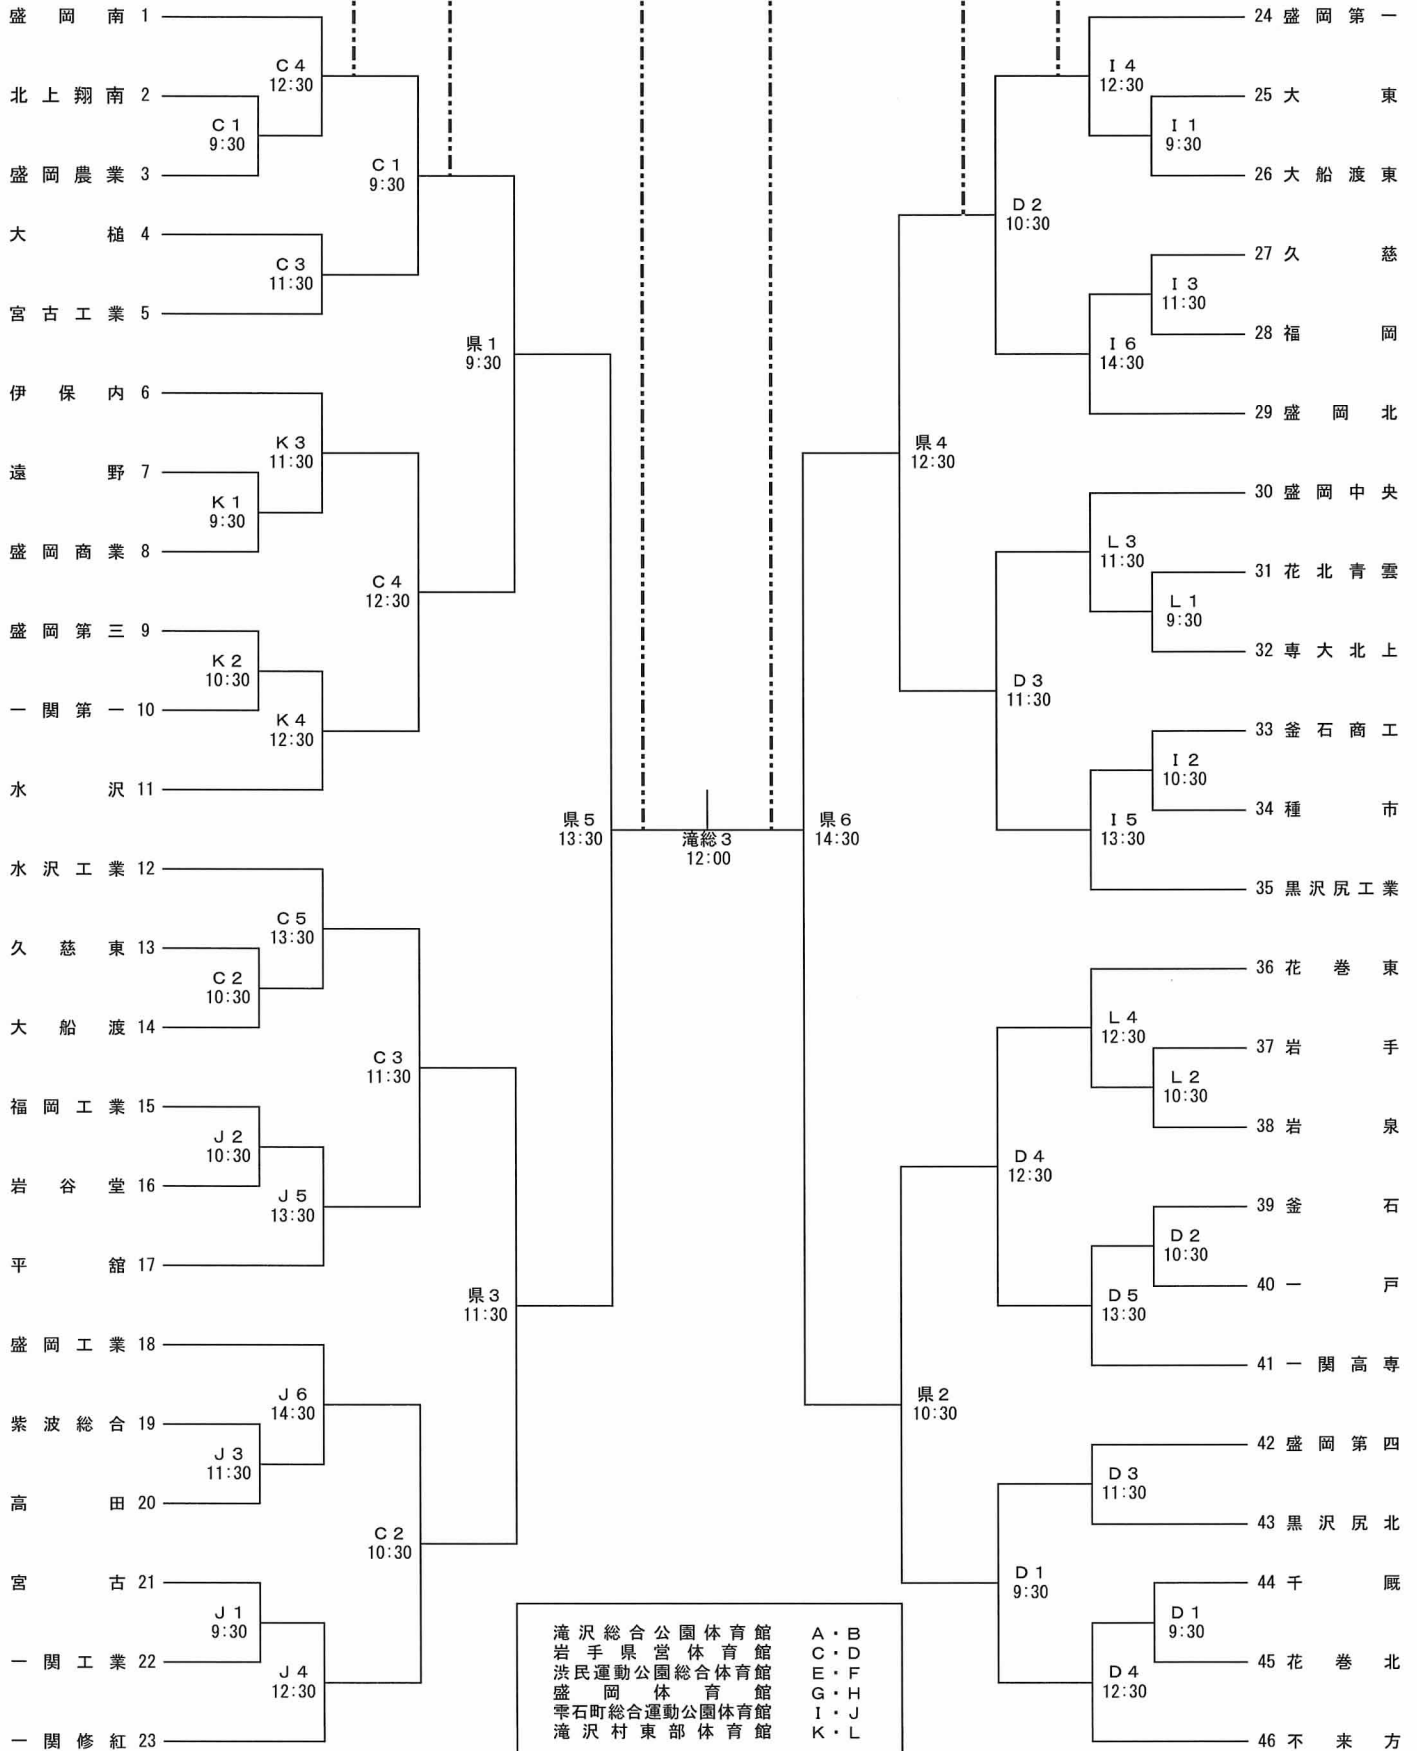 盛岡南 1
C4
12:30
北上翔南 2
C1
9:30
盛岡農業 3
C1
9:30
大槌 4
C3
11:30
宮古工業 5
県1
9:30
伊保内 6
K3
11:30
遠野 7
K1
9:30
盛岡商業 8
C4
12:30
盛岡第三 9
K2
10:30
一関第一 10
K4
12:30
水沢 11
県5
13:30
水沢工業 12
C5
13:30
久慈東 13
C2
10:30
大船渡 14
C3
11:30
福岡工業 15
J2
10:30
岩谷堂 16
J5
13:30
平舘 17
県3
11:30
盛岡工業 18
J6
14:30
紫波総合 19
J3
11:30
高田 20
C2
10:30
宮古 21
J1
9:30
一関工業 22
J4
12:30
一関修紅 23
滝総3
12:00
24 盛岡第一
I4
12:30
25 大東
I1
9:30
26 大船渡東
D2
10:30
27 久慈
I3
11:30
28 福岡
I6
14:30
29 盛岡北
県4
12:30
30 盛岡中央
L3
11:30
31 花北青雲
L1
9:30
32 専大北上
D3
11:30
33 釜石商工
I2
10:30
34 種市
I5
13:30
35 黒沢尻工業
県6
14:30
36 花巻東
L4
12:30
37 岩手
L2
10:30
38 岩泉
D4
12:30
39 釜石
D2
10:30
40 一戸
D5
13:30
41 一関高専
県2
10:30
42 盛岡第四
D3
11:30
43 黒沢尻北
D1
9:30
44 千厩
D1
9:30
45 花巻北
D4
12:30
46 不来方
滝沢総合公園体育館 A・B
岩手県営体育館 C・D
渋民運動公園総合体育館 E・F
盛岡体育館 G・H
雫石町総合運動公園体育館 I・J
滝沢村東部体育館 K・L